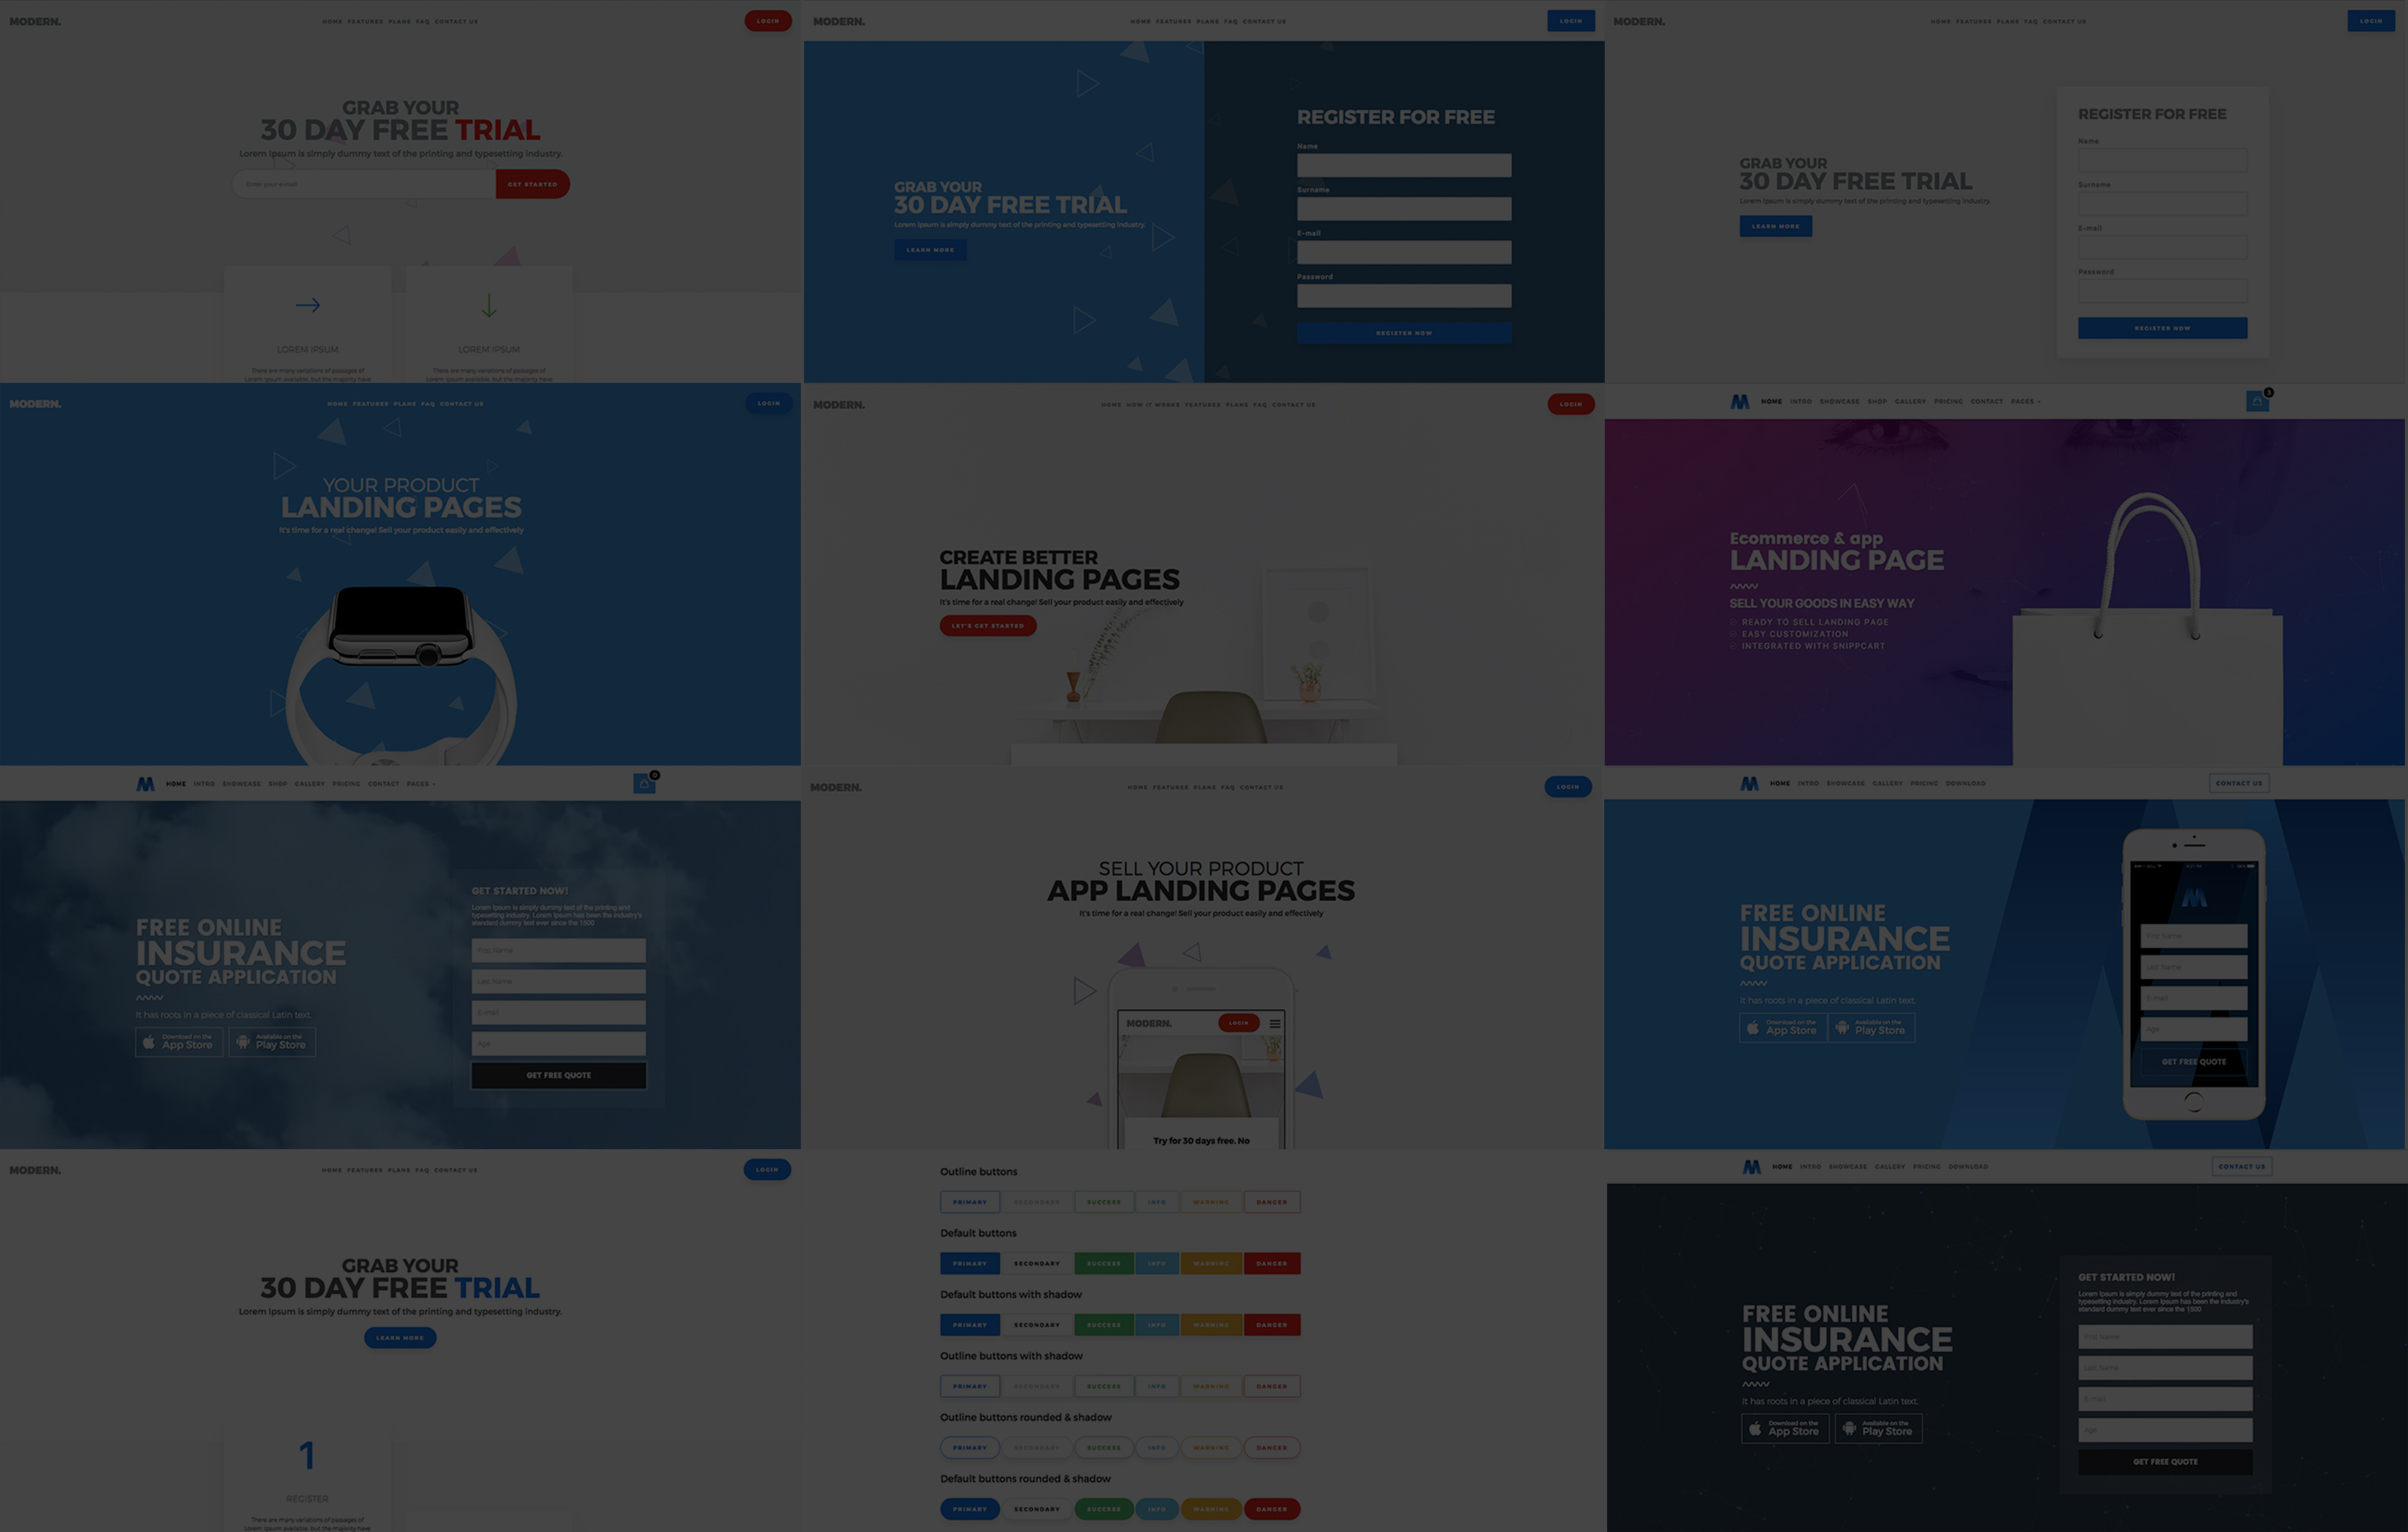 MODERN.
HOME FEATURES PLANS FAQ CONTACT US
LOGIN
GRAB YOUR
30 DAY FREE TRIAL
Lorem Ipsum is simply dummy text of the printing and typesetting industry.
Enter your e-mail
GET STARTED
LOREM IPSUM
There are many variations of passages of
Lorem Ipsum available, but the majority have
LOREM IPSUM
There are many variations of passages of
Lorem Ipsum available, but the majority have
MODERN.
HOME FEATURES PLANS FAQ CONTACT US
LOGIN
GRAB YOUR
30 DAY FREE TRIAL
Lorem Ipsum is simply dummy text of the printing and typesetting industry.
LEARN MORE
REGISTER FOR FREE
Name
Surname
E-mail
Password
REGISTER NOW
MODERN.
HOME FEATURES PLANS FAQ CONTACT US
LOGIN
GRAB YOUR
30 DAY FREE TRIAL
Lorem Ipsum is simply dummy text of the printing and typesetting industry.
LEARN MORE
REGISTER FOR FREE
Name
Surname
E-mail
Password
REGISTER NOW
MODERN.
HOME FEATURES PLANS FAQ CONTACT US
LOGIN
YOUR PRODUCT
LANDING PAGES
It's time for a real change! Sell your product easily and effectively
MODERN.
HOME HOW IT WORKS FEATURES PLANS FAQ CONTACT US
LOGIN
CREATE BETTER
LANDING PAGES
It's time for a real change! Sell your product easily and effectively
LET'S GET STARTED
M HOME INTRO SHOWCASE SHOP GALLERY PRICING CONTACT PAGES
3
Ecommerce & app
LANDING PAGE
SELL YOUR GOODS IN EASY WAY
READY TO SELL LANDING PAGE
EASY CUSTOMIZATION
INTEGRATED WITH SNIPPCART
M HOME INTRO SHOWCASE SHOP GALLERY PRICING CONTACT PAGES
0
FREE ONLINE
INSURANCE
QUOTE APPLICATION
It has roots in a piece of classical Latin text.
Download on the
App Store
Available on the
Play Store
GET STARTED NOW!
Lorem Ipsum is simply dummy text of the printing and
typesetting industry. Lorem Ipsum has been the industry's
standard dummy text ever since the 1500
First Name
Last Name
E-mail
Age
GET FREE QUOTE
MODERN.
HOME FEATURES PLANS FAQ CONTACT US
LOGIN
SELL YOUR PRODUCT
APP LANDING PAGES
It's time for a real change! Sell your product easily and effectively
MODERN.
LOGIN
Try for 30 days free. No
M HOME INTRO SHOWCASE GALLERY PRICING DOWNLOAD
CONTACT US
FREE ONLINE
INSURANCE
QUOTE APPLICATION
It has roots in a piece of classical Latin text.
Download on the
App Store
Available on the
Play Store
M
First Name
Last Name
E-mail
Age
GET FREE QUOTE
MODERN.
HOME FEATURES PLANS FAQ CONTACT US
LOGIN
GRAB YOUR
30 DAY FREE TRIAL
Lorem Ipsum is simply dummy text of the printing and typesetting industry.
LEARN MORE
1
REGISTER
There are many variations of passages of
Lorem Ipsum available, but the majority have
Outline buttons
PRIMARY SECONDARY SUCCESS INFO WARNING DANGER
Default buttons
PRIMARY SECONDARY SUCCESS INFO WARNING DANGER
Default buttons with shadow
PRIMARY SECONDARY SUCCESS INFO WARNING DANGER
Outline buttons with shadow
PRIMARY SECONDARY SUCCESS INFO WARNING DANGER
Outline buttons rounded & shadow
PRIMARY SECONDARY SUCCESS INFO WARNING DANGER
Default buttons rounded & shadow
PRIMARY SECONDARY SUCCESS INFO WARNING DANGER
M HOME INTRO SHOWCASE GALLERY PRICING DOWNLOAD
CONTACT US
FREE ONLINE
INSURANCE
QUOTE APPLICATION
It has roots in a piece of classical Latin text.
Download on the
App Store
Available on the
Play Store
GET STARTED NOW!
Lorem Ipsum is simply dummy text of the printing and
typesetting industry. Lorem Ipsum has been the industry's
standard dummy text ever since the 1500
First Name
Last Name
E-mail
Age
GET FREE QUOTE